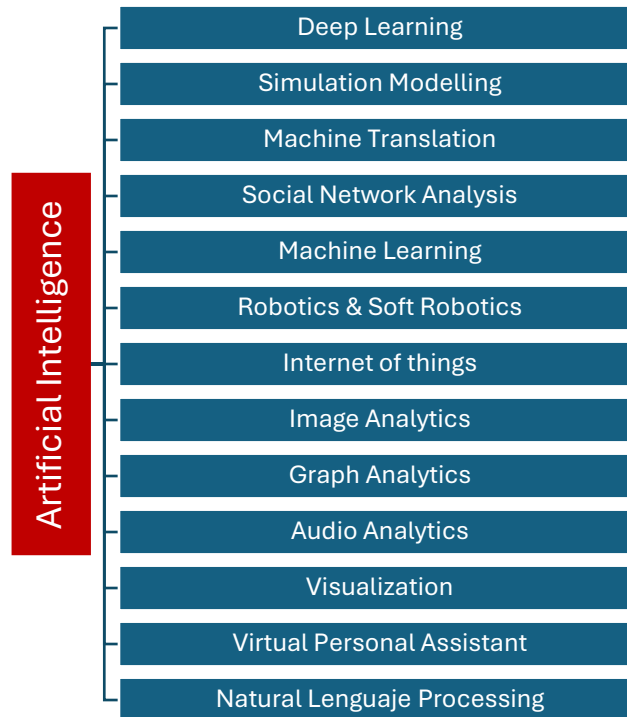 Artificial Intelligence
Deep Learning
Simulation Modelling
Machine Translation
Social Network Analysis
Machine Learning
Robotics & Soft Robotics
Internet of things
Image Analytics
Graph Analytics
Audio Analytics
Visualization
Virtual Personal Assistant
Natural Lenguaje Processing